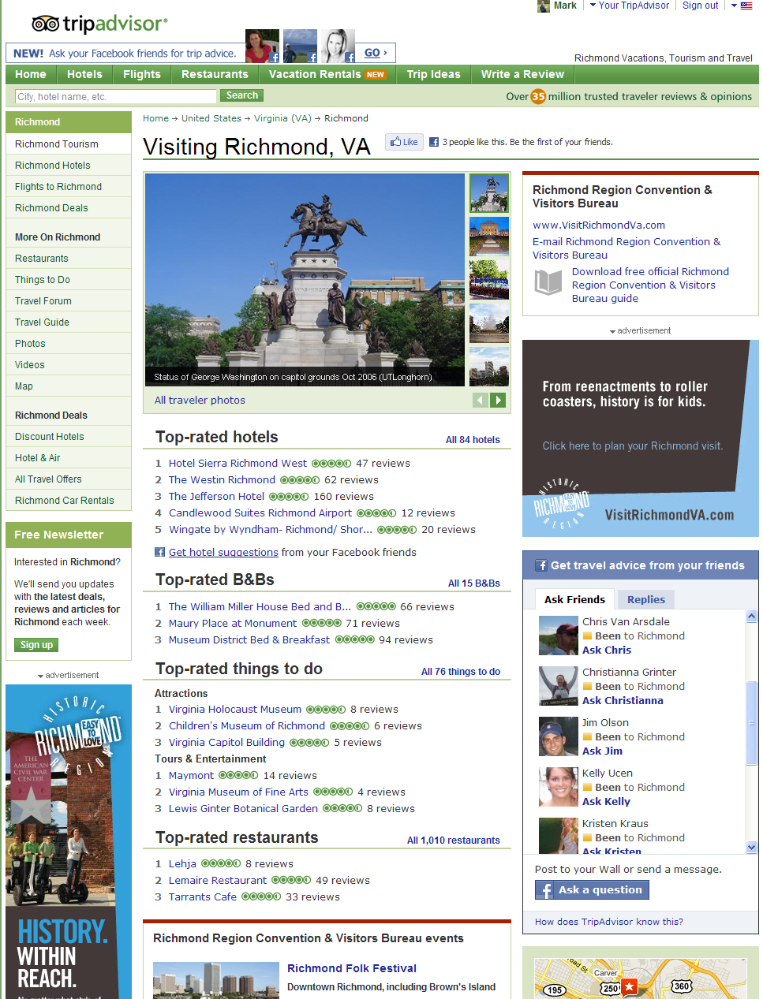 Mark
Your TripAdvisor
Sign out
tripadvisor®
NEW! Ask your Facebook friends for trip advice.
GO ›
Richmond Vacations, Tourism and Travel
Home
Hotels
Flights
Restaurants
Vacation Rentals NEW
Trip Ideas
Write a Review
City, hotel name, etc.
Search
Over 35 million trusted traveler reviews & opinions
Richmond
Richmond Tourism
Richmond Hotels
Flights to Richmond
Richmond Deals
More On Richmond
Restaurants
Things to Do
Travel Forum
Travel Guide
Photos
Videos
Map
Richmond Deals
Discount Hotels
Hotel & Air
All Travel Offers
Richmond Car Rentals
Free Newsletter
Interested in Richmond?
We'll send you updates
with the latest deals,
reviews and articles for
Richmond each week.
Sign up
advertisement
HISTORIC
RICHMOND
EASY TO LOVE
REGION
THE
AMERICAN
CIVIL WAR
CENTER
HISTORY.
WITHIN
REACH.
Home → United States → Virginia (VA) → Richmond
Visiting Richmond, VA
Like
3 people like this. Be the first of your friends.
Status of George Washington on capitol grounds Oct 2006 (UTLonghorn)
All traveler photos
Top-rated hotels
All 84 hotels
1 Hotel Sierra Richmond West 47 reviews
2 The Westin Richmond 62 reviews
3 The Jefferson Hotel 160 reviews
4 Candlewood Suites Richmond Airport 12 reviews
5 Wingate by Wyndham- Richmond/ Shor... 20 reviews
Get hotel suggestions from your Facebook friends
Top-rated B&Bs
All 15 B&Bs
1 The William Miller House Bed and B... 66 reviews
2 Maury Place at Monument 71 reviews
3 Museum District Bed & Breakfast 94 reviews
Top-rated things to do
All 76 things to do
Attractions
1 Virginia Holocaust Museum 8 reviews
2 Children's Museum of Richmond 6 reviews
3 Virginia Capitol Building 5 reviews
Tours & Entertainment
1 Maymont 14 reviews
2 Virginia Museum of Fine Arts 4 reviews
3 Lewis Ginter Botanical Garden 8 reviews
Top-rated restaurants
All 1,010 restaurants
1 Lehja 8 reviews
2 Lemaire Restaurant 49 reviews
3 Tarrants Cafe 33 reviews
Richmond Region Convention & Visitors Bureau events
Richmond Folk Festival
Downtown Richmond, including Brown's Island
Richmond Region Convention &
Visitors Bureau
www.VisitRichmondVa.com
E-mail Richmond Region Convention &
Visitors Bureau
Download free official Richmond
Region Convention & Visitors
Bureau guide
advertisement
From reenactments to roller
coasters, history is for kids.
Click here to plan your Richmond visit.
HISTORIC
RICHMOND
EASY TO LOVE
REGION
VisitRichmondVA.com
Get travel advice from your friends
Ask Friends
Replies
Chris Van Arsdale
Been to Richmond
Ask Chris
Christianna Grinter
Been to Richmond
Ask Christianna
Jim Olson
Been to Richmond
Ask Jim
Kelly Ucen
Been to Richmond
Ask Kelly
Kristen Kraus
Been to Richmond
Ask Kristen
Post to your Wall or send a message.
Ask a question
How does TripAdvisor know this?
Carver
195
250
360